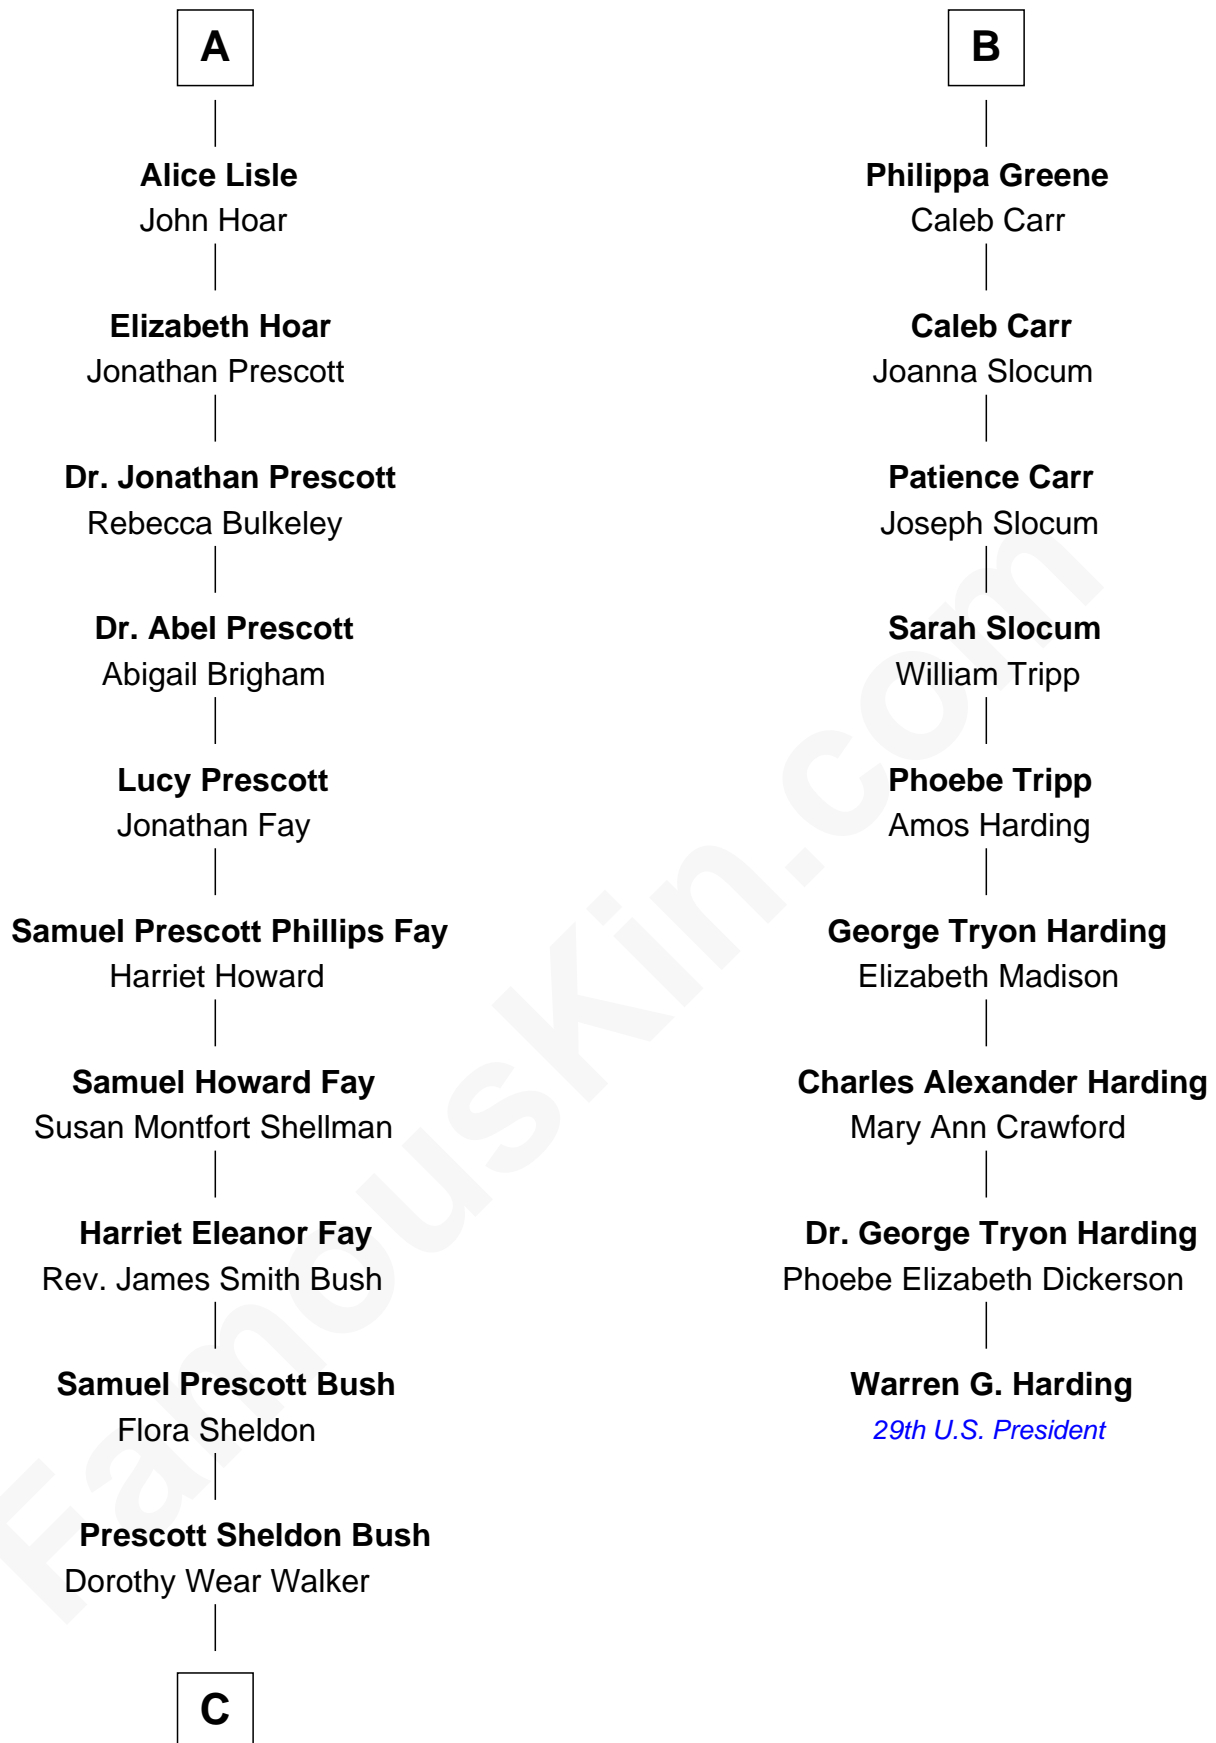 A
Alice Lisle
John Hoar
Elizabeth Hoar
Jonathan Prescott
Dr. Jonathan Prescott
Rebecca Bulkeley
Dr. Abel Prescott
Abigail Brigham
Lucy Prescott
Jonathan Fay
Samuel Prescott Phillips Fay
Harriet Howard
Samuel Howard Fay
Susan Montfort Shellman
Harriet Eleanor Fay
Rev. James Smith Bush
Samuel Prescott Bush
Flora Sheldon
Prescott Sheldon Bush
Dorothy Wear Walker
C
B
Philippa Greene
Caleb Carr
Caleb Carr
Joanna Slocum
Patience Carr
Joseph Slocum
Sarah Slocum
William Tripp
Phoebe Tripp
Amos Harding
George Tryon Harding
Elizabeth Madison
Charles Alexander Harding
Mary Ann Crawford
Dr. George Tryon Harding
Phoebe Elizabeth Dickerson
Warren G. Harding
29th U.S. President
FamousKin.com